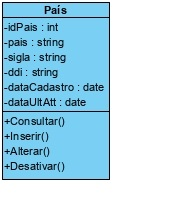 País
-idPais : int
-pais : string
-sigla : string
-ddi : string
-dataCadastro : date
-dataUltAtt : date
+Consultar()
+Inserir()
+Alterar()
+Desativar()